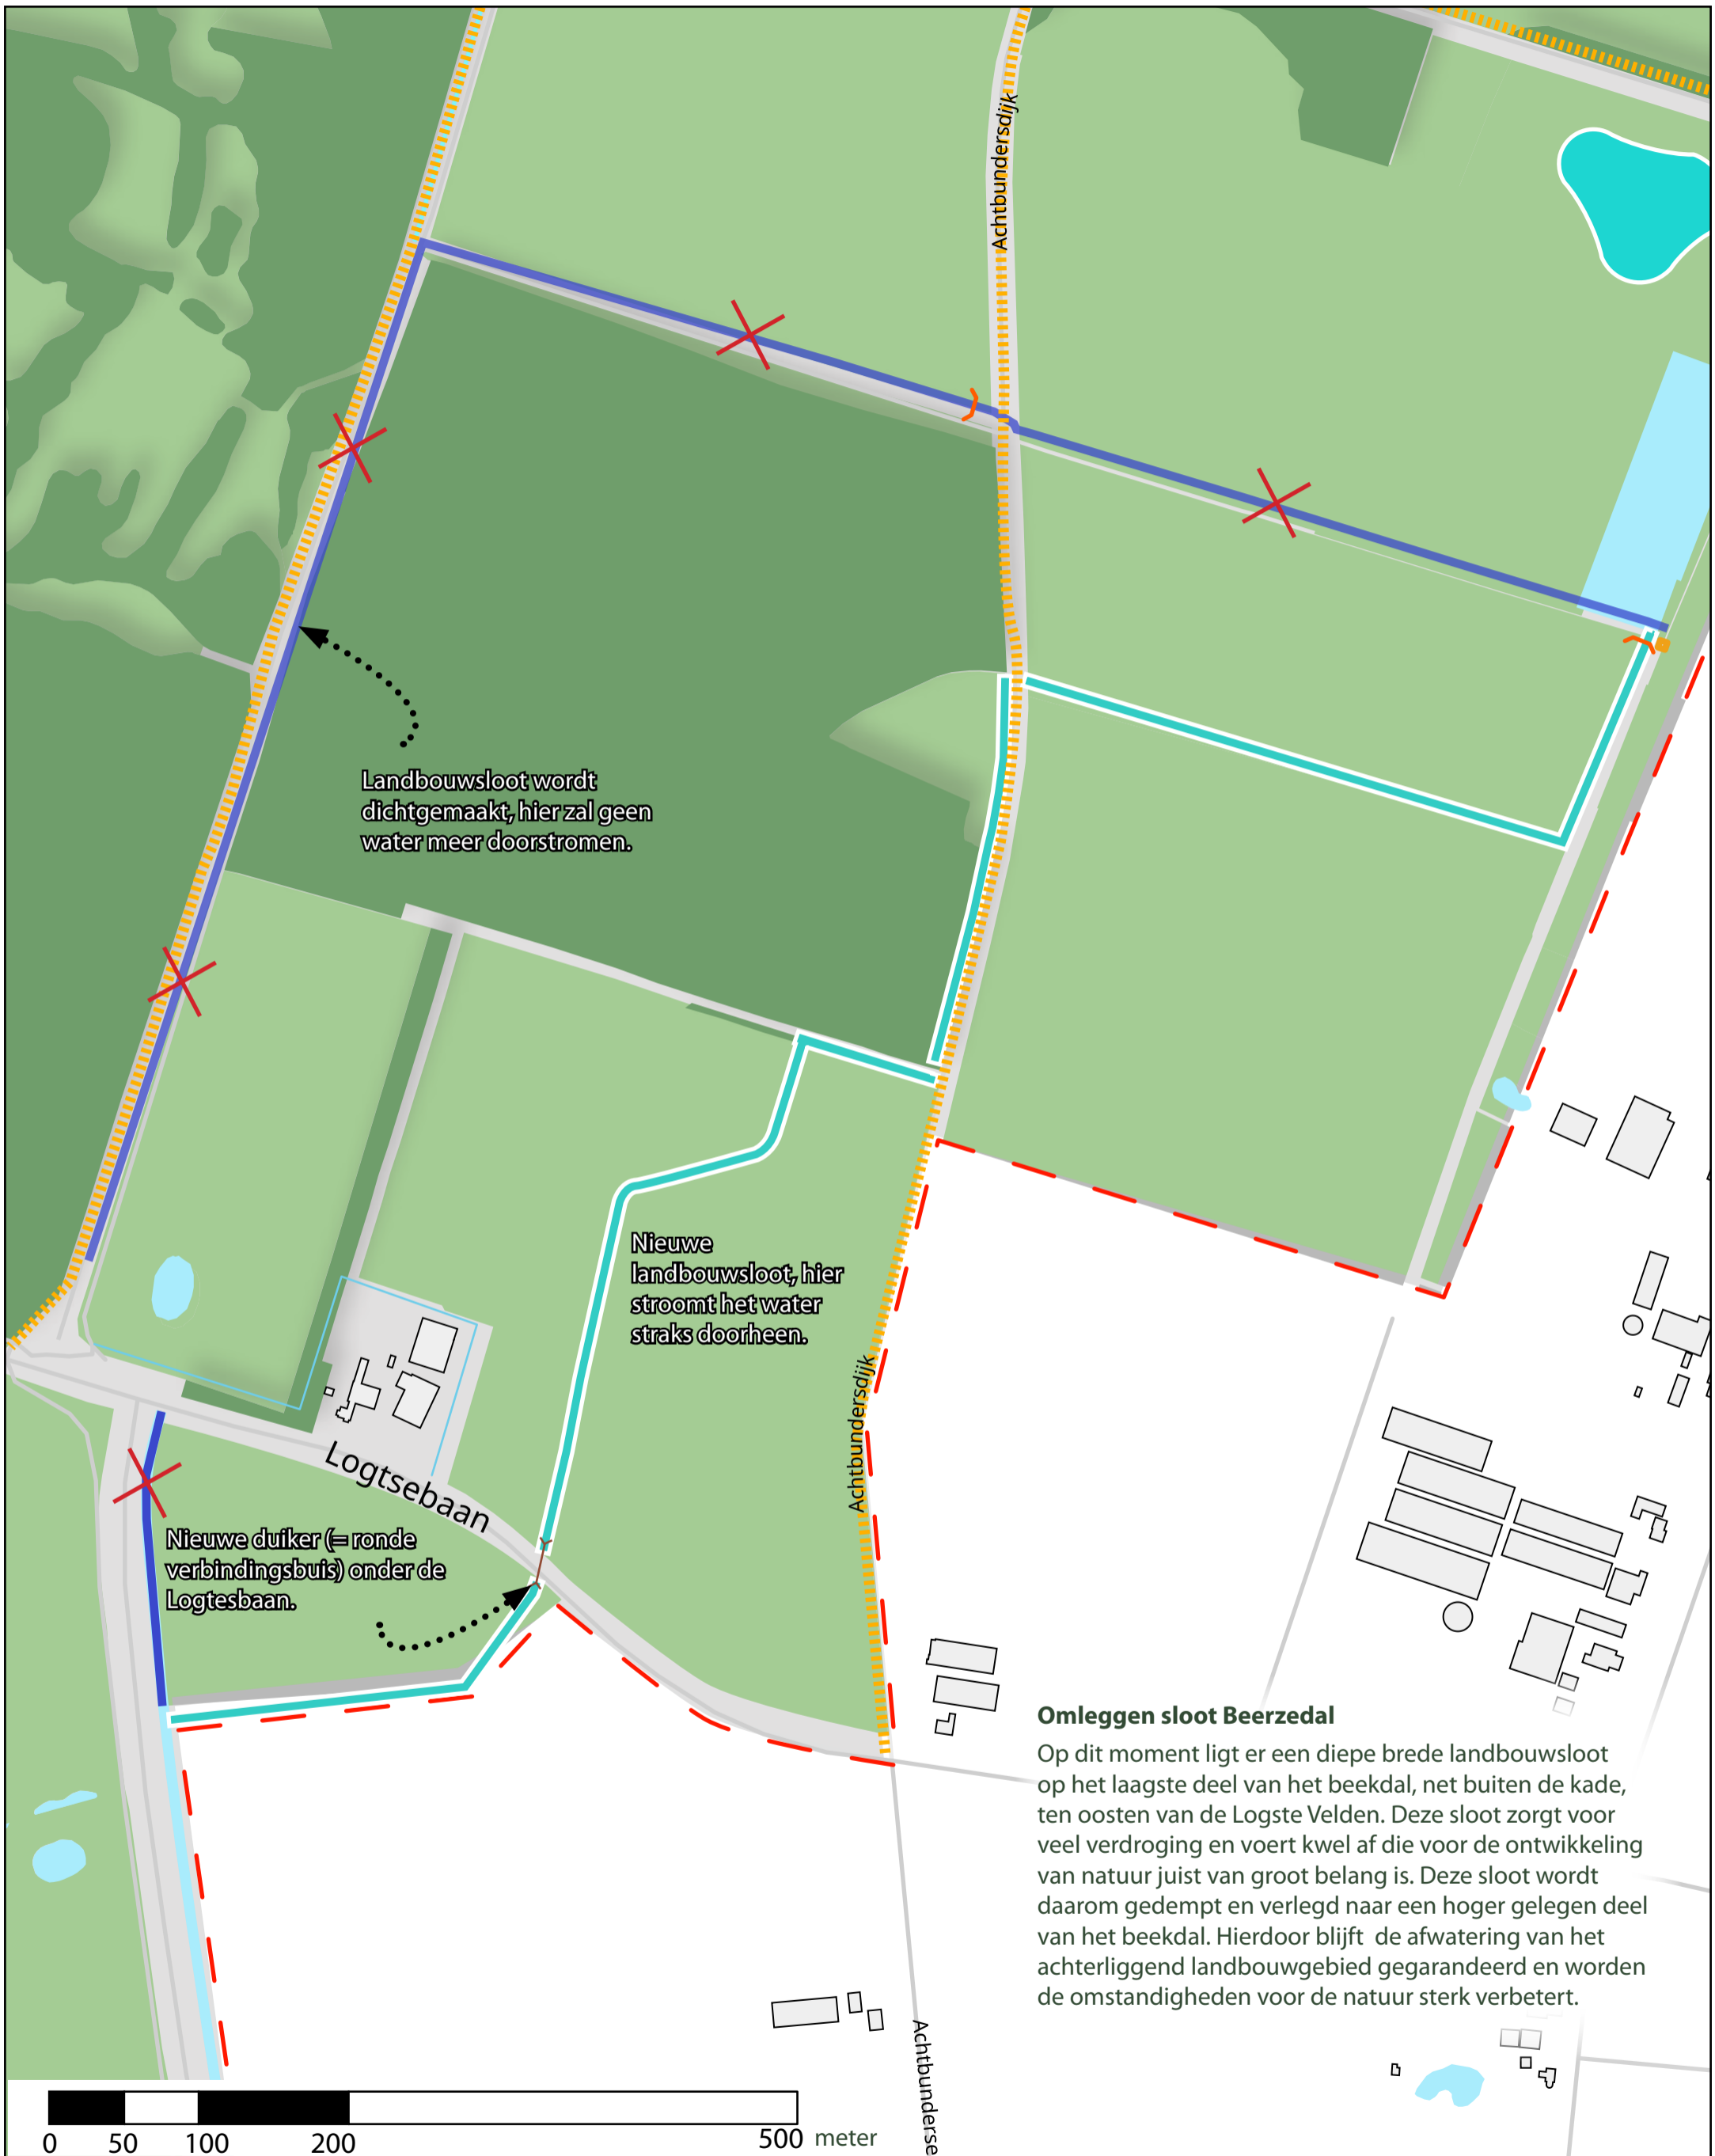 Achtbundersdijk
Landbouwsloot wordt
dichtgemaakt, hier zal geen
water meer doorstromen.
Nieuwe
landbouwsloot, hier
stroomt het water
straks doorheen.
Achtbundersdijk
Logtsebaan
Nieuwe duiker (= ronde
verbindingsbuis) onder de
Logtesbaan.
Omleggen sloot Beerzedal
Op dit moment ligt er een diepe brede landbouwsloot
op het laagste deel van het beekdal, net buiten de kade,
ten oosten van de Logste Velden. Deze sloot zorgt voor
veel verdroging en voert kwel af die voor de ontwikkeling
van natuur juist van groot belang is. Deze sloot wordt
daarom gedempt en verlegd naar een hoger gelegen deel
van het beekdal. Hierdoor blijft de afwatering van het
achterliggend landbouwgebied gegarandeerd en worden
de omstandigheden voor de natuur sterk verbetert.
Achtbunderse
0 50 100 200 500 meter